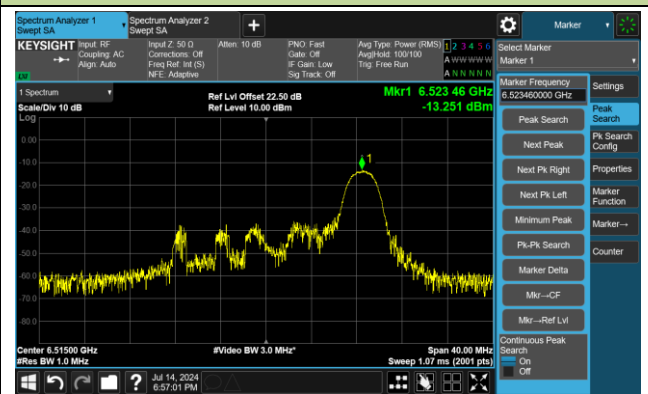 Spectrum Analyzer 1
Swept SA
Spectrum Analyzer 2
Swept SA
+
Marker
KEYSIGHT
Input: RF
Coupling: AC
Align: Auto
Input Z: 50 Ω
Corrections: Off
Freq Ref: Int (S)
NFE: Adaptive
Atten: 10 dB
PNO: Fast
Gate: Off
IF Gain: Low
Sig Track: Off
Avg Type: Power (RMS)
Avg|Hold: 100/100
Trig: Free Run
1 2 3 4 5 6
A W W W W W
A N N N N N
LXI
Select Marker
Marker 1
1 Spectrum
Scale/Div 10 dB
Log
Ref Lvl Offset 22.50 dB
Ref Level 10.00 dBm
Mkr1 6.523 46 GHz
-13.251 dBm
0.00
-10.0
-20.0
-30.0
-40.0
-50.0
-60.0
-70.0
-80.0
1
Center 6.51500 GHz
#Res BW 1.0 MHz
#Video BW 3.0 MHz*
Span 40.00 MHz
Sweep 1.07 ms (2001 pts)
Marker Frequency
6.523460000 GHz
Peak Search
Next Peak
Next Pk Right
Next Pk Left
Minimum Peak
Pk-Pk Search
Marker Delta
Mkr→CF
Mkr→Ref Lvl
Continuous Peak
Search
On
Off
Settings
Peak
Search
Pk Search
Config
Properties
Marker
Function
Marker→
Counter
?
Jul 14, 2024
6:57:01 PM